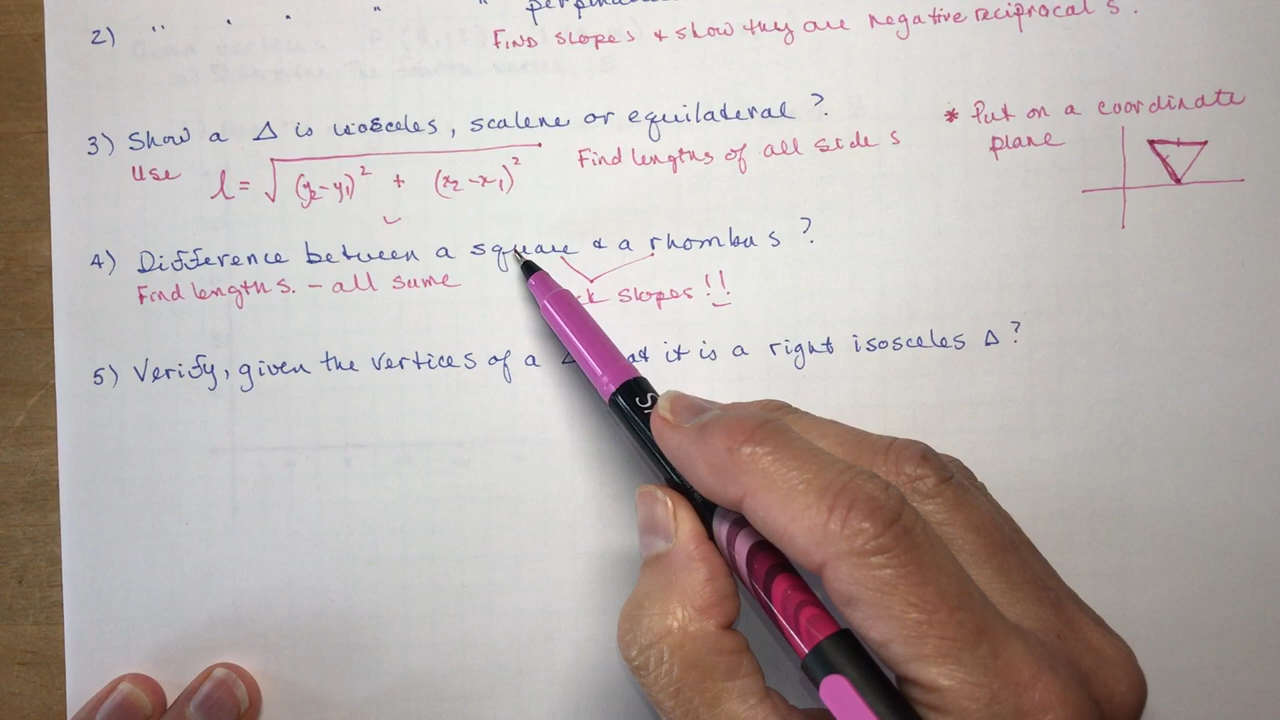 2) " " " "
Find slopes & show they are negative reciprocals.
3) Show a Δ is isosceles, scalene or equilateral?
* Put on a coordinate plane
Use l = √((y₂-y₁)² + (x₂-x₁)²) Find lengths of all sides
4) Difference between a square & a rhombus?
Find lengths. - all same slopes!!
5) Verify, given the vertices of a it is a right isosceles Δ?